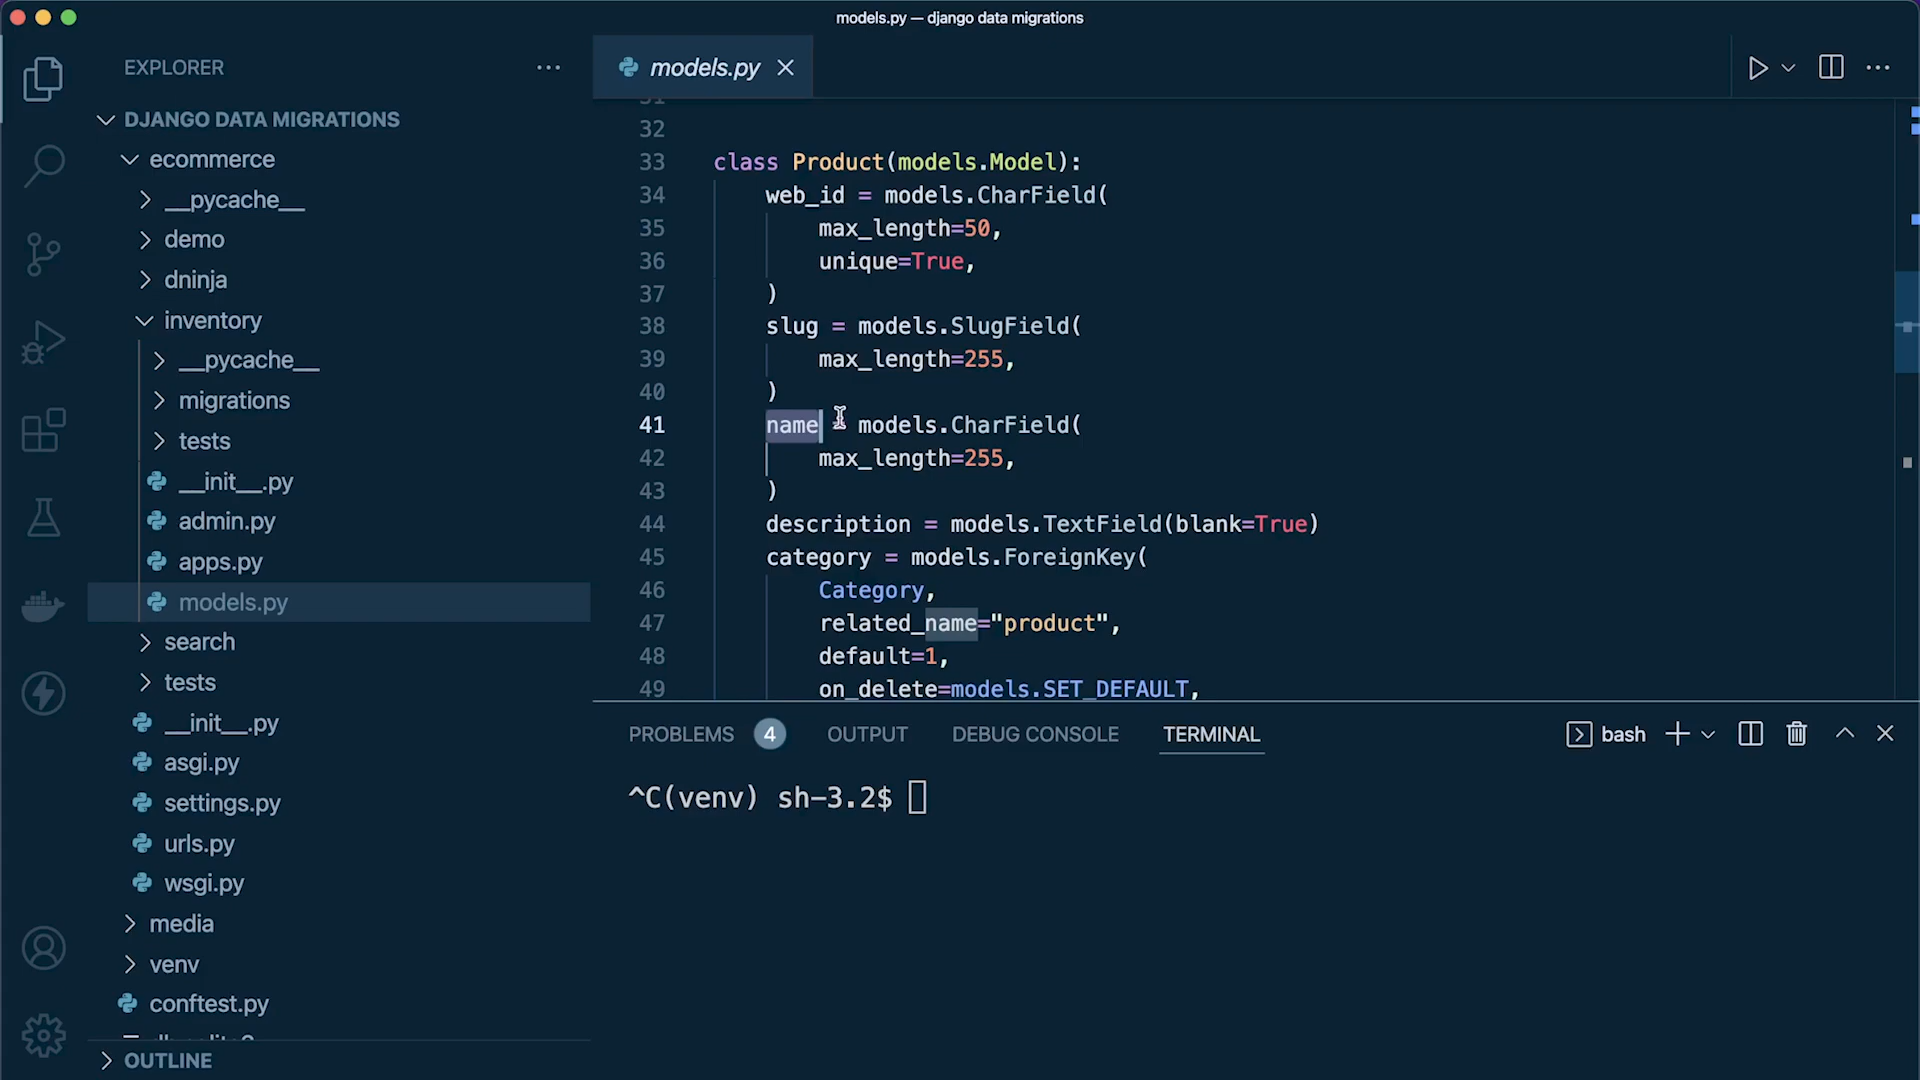 models.py — django data migrations
EXPLORER
models.py
DJANGO DATA MIGRATIONS
ecommerce
__pycache__
demo
dninja
inventory
__pycache__
migrations
tests
__init__.py
admin.py
apps.py
models.py
search
tests
__init__.py
asgi.py
settings.py
urls.py
wsgi.py
media
venv
conftest.py
OUTLINE
31
32
33 class Product(models.Model):
34 web_id = models.CharField(
35 max_length=50,
36 unique=True,
37 )
38 slug = models.SlugField(
39 max_length=255,
40 )
41 name models.CharField(
42 max_length=255,
43 )
44 description = models.TextField(blank=True)
45 category = models.ForeignKey(
46 Category,
47 related_name="product",
48 default=1,
49 on_delete=models.SET_DEFAULT,
PROBLEMS 4 OUTPUT DEBUG CONSOLE TERMINAL bash
^C(venv) sh-3.2$